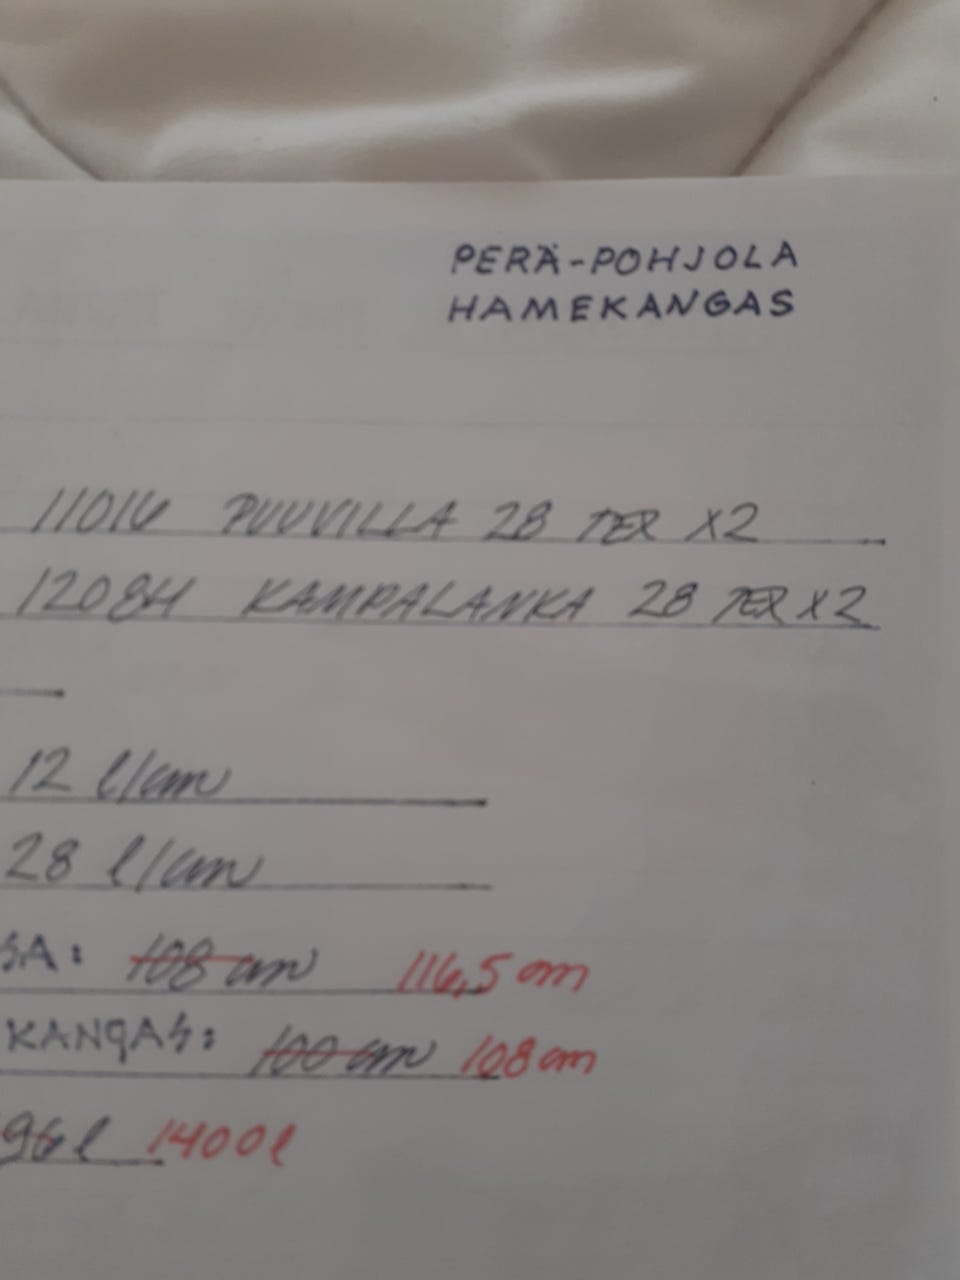 PERÄ-POHJOLA
HAMEKANGAS
11016 PUUVILLA 28 TEX X2
12084 KAMPALANKA 28 TEX X2
12 l/cm
28 l/cm
SA: 108 cm 116,5 cm
KANGAS: 100 cm 108 cm
96 l 1400 l